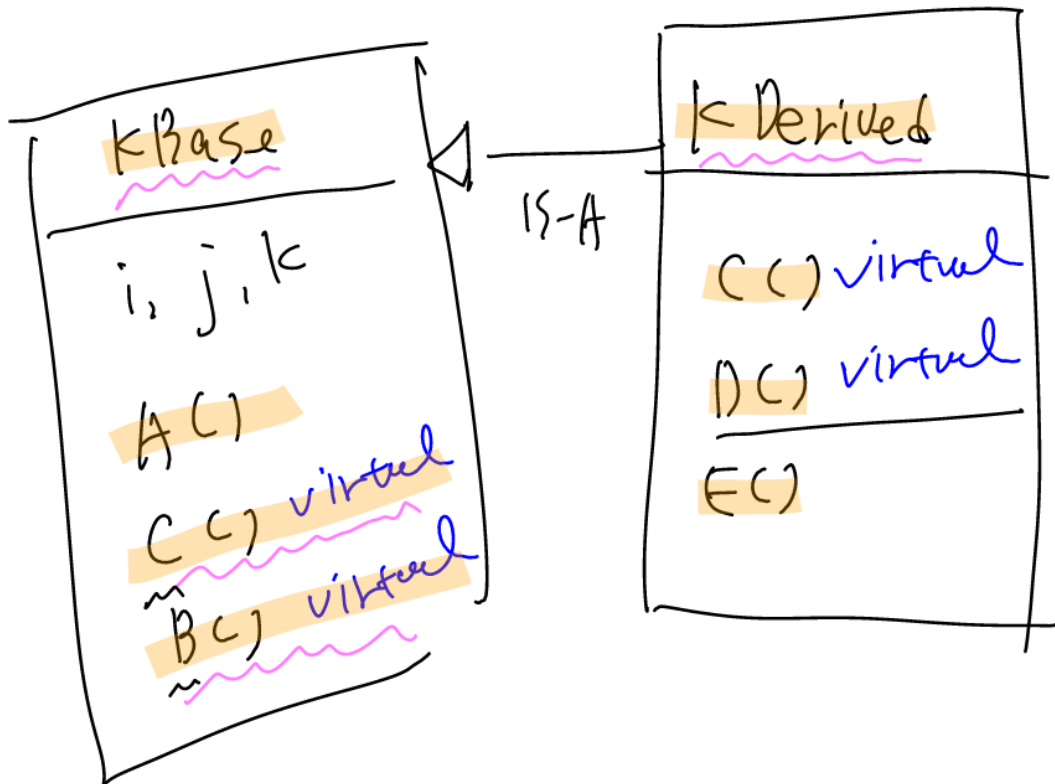 KBase
i, j, k
A()
C() virtual
B() virtual
IS-A
KDerived
C() virtual
D() virtual
E()